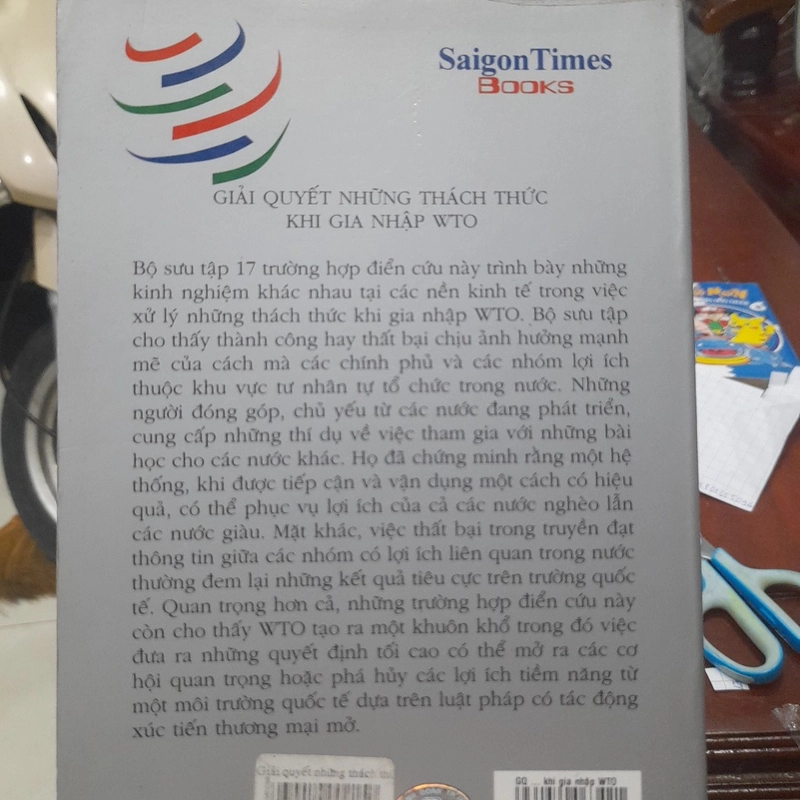 SaigonTimes
BOOKS
GIẢI QUYẾT NHỮNG THÁCH THỨC
KHI GIA NHẬP WTO
Bộ sưu tập 17 trường hợp điển cứu này trình bày những
kinh nghiệm khác nhau tại các nền kinh tế trong việc
xử lý những thách thức khi gia nhập WTO. Bộ sưu tập
cho thấy thành công hay thất bại chịu ảnh hưởng mạnh
mẽ của cách mà các chính phủ và các nhóm lợi ích
thuộc khu vực tư nhân tự tổ chức trong nước. Những
người đóng góp, chủ yếu từ các nước đang phát triển,
cung cấp những thí dụ về việc tham gia với những bài
học cho các nước khác. Họ đã chứng minh rằng một hệ
thống, khi được tiếp cận và vận dụng một cách có hiệu
quả, có thể phục vụ lợi ích của cả các nước nghèo lẫn
các nước giàu. Mặt khác, việc thất bại trong truyền đạt
thông tin giữa các nhóm có lợi ích liên quan trong nước
thường đem lại những kết quả tiêu cực trên trường quốc
tế. Quan trọng hơn cả, những trường hợp điển cứu này
còn cho thấy WTO tạo ra một khuôn khổ trong đó việc
đưa ra những quyết định tối cao có thể mở ra các cơ
hội quan trọng hoặc phá hủy các lợi ích tiềm năng từ
một môi trường quốc tế dựa trên luật pháp có tác động
xúc tiến thương mại mở.
Giải quyết những thách th
GQ ... khi gia nhập WTO